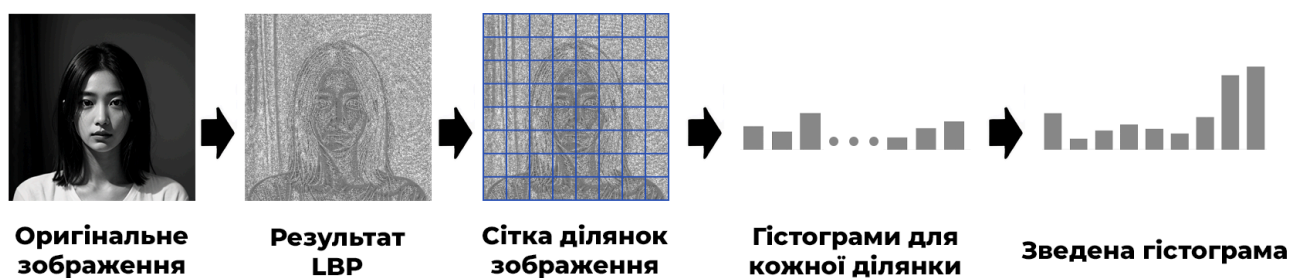 Оригінальне
зображення
Результат
LBP
Сітка ділянок
зображення
Гістограми для
кожної ділянки
Зведена гістограма